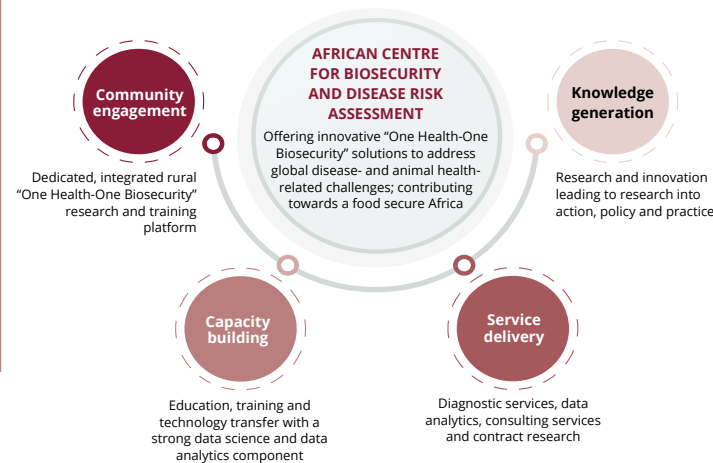 AFRICAN CENTRE
FOR BIOSECURITY
AND DISEASE RISK
ASSESSMENT
Offering innovative “One Health-One
Biosecurity” solutions to address
global disease- and animal health-
related challenges; contributing
towards a food secure Africa
Community
engagement
Dedicated, integrated rural
“One Health-One Biosecurity”
research and training
platform
Capacity
building
Education, training and
technology transfer with a
strong data science and data
analytics component
Service
delivery
Diagnostic services, data
analytics, consulting services
and contract research
Knowledge
generation
Research and innovation
leading to research into
action, policy and practice